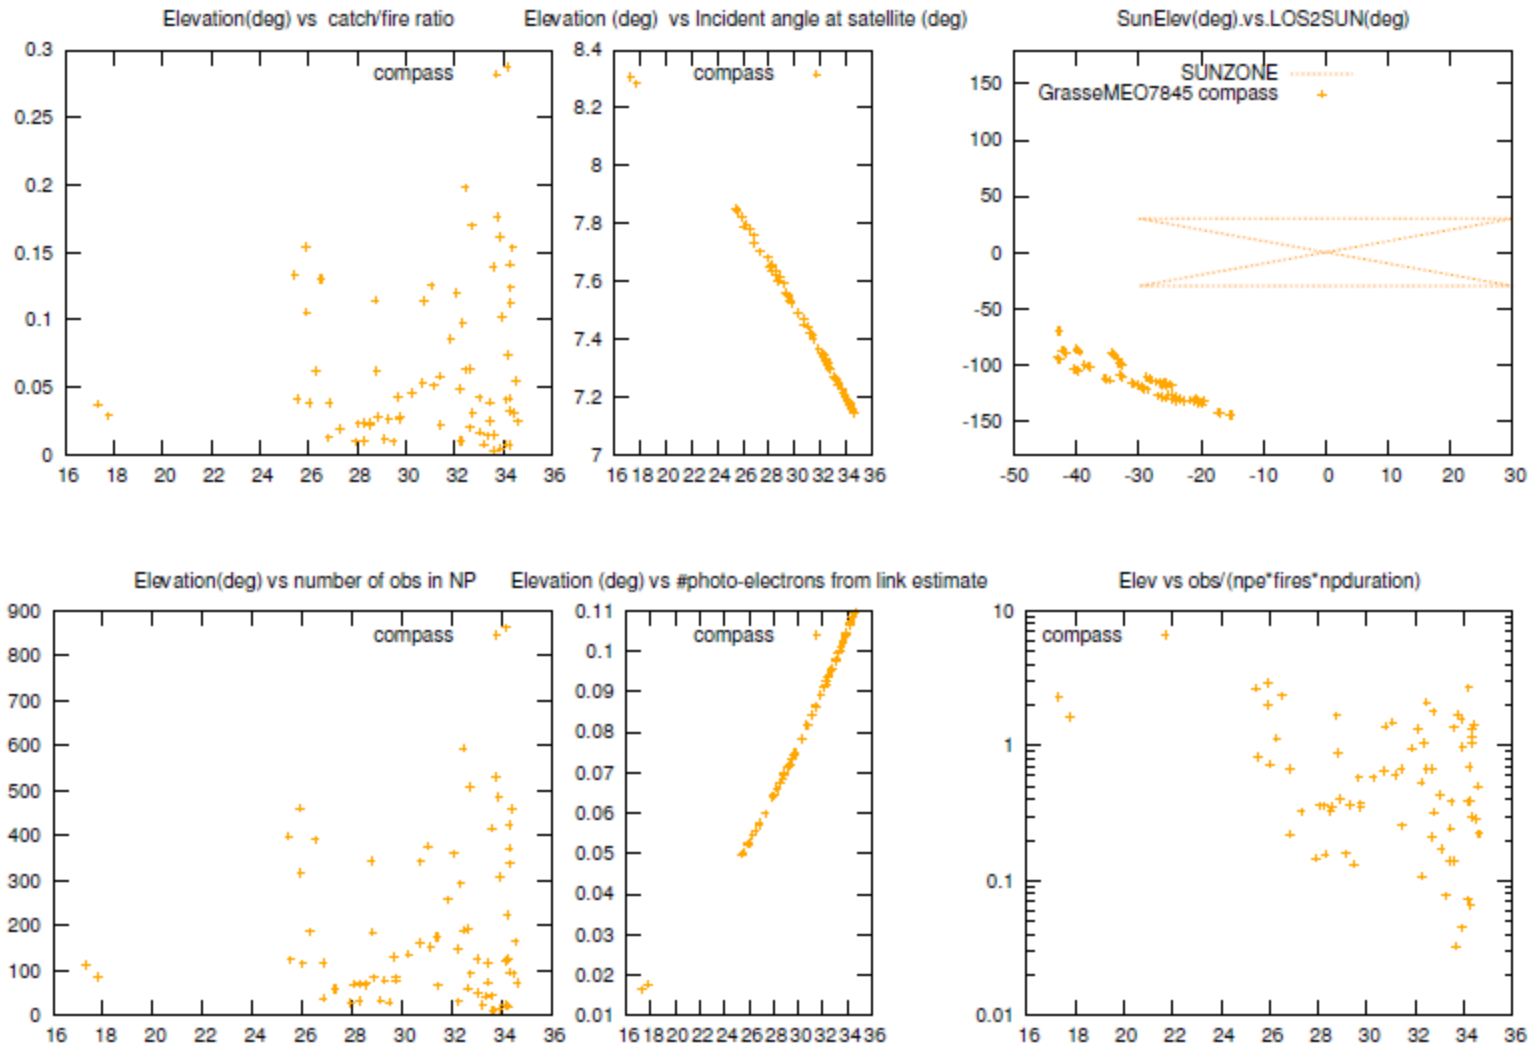 Elevation(deg) vs catch/fire ratio
0.3
0.25
0.2
0.15
0.1
0.05
0
compass
16 18 20 22 24 26 28 30 32 34 36
Elevation (deg) vs Incident angle at satellite (deg)
8.4
8.2
8
7.8
7.6
7.4
7.2
7
compass
16 18 20 22 24 26 28 30 32 34 36
SunElev(deg).vs.LOS2SUN(deg)
150
100
50
0
-50
-100
-150
SUNZONE
GrasseMEO7845 compass
-50 -40 -30 -20 -10 0 10 20 30
Elevation(deg) vs number of obs in NP
900
800
700
600
500
400
300
200
100
0
compass
16 18 20 22 24 26 28 30 32 34 36
Elevation (deg) vs #photo-electrons from link estimate
0.11
0.1
0.09
0.08
0.07
0.06
0.05
0.04
0.03
0.02
0.01
compass
16 18 20 22 24 26 28 30 32 34 36
Elev vs obs/(npe*fires*npduration)
10
1
0.1
0.01
compass
16 18 20 22 24 26 28 30 32 34 36